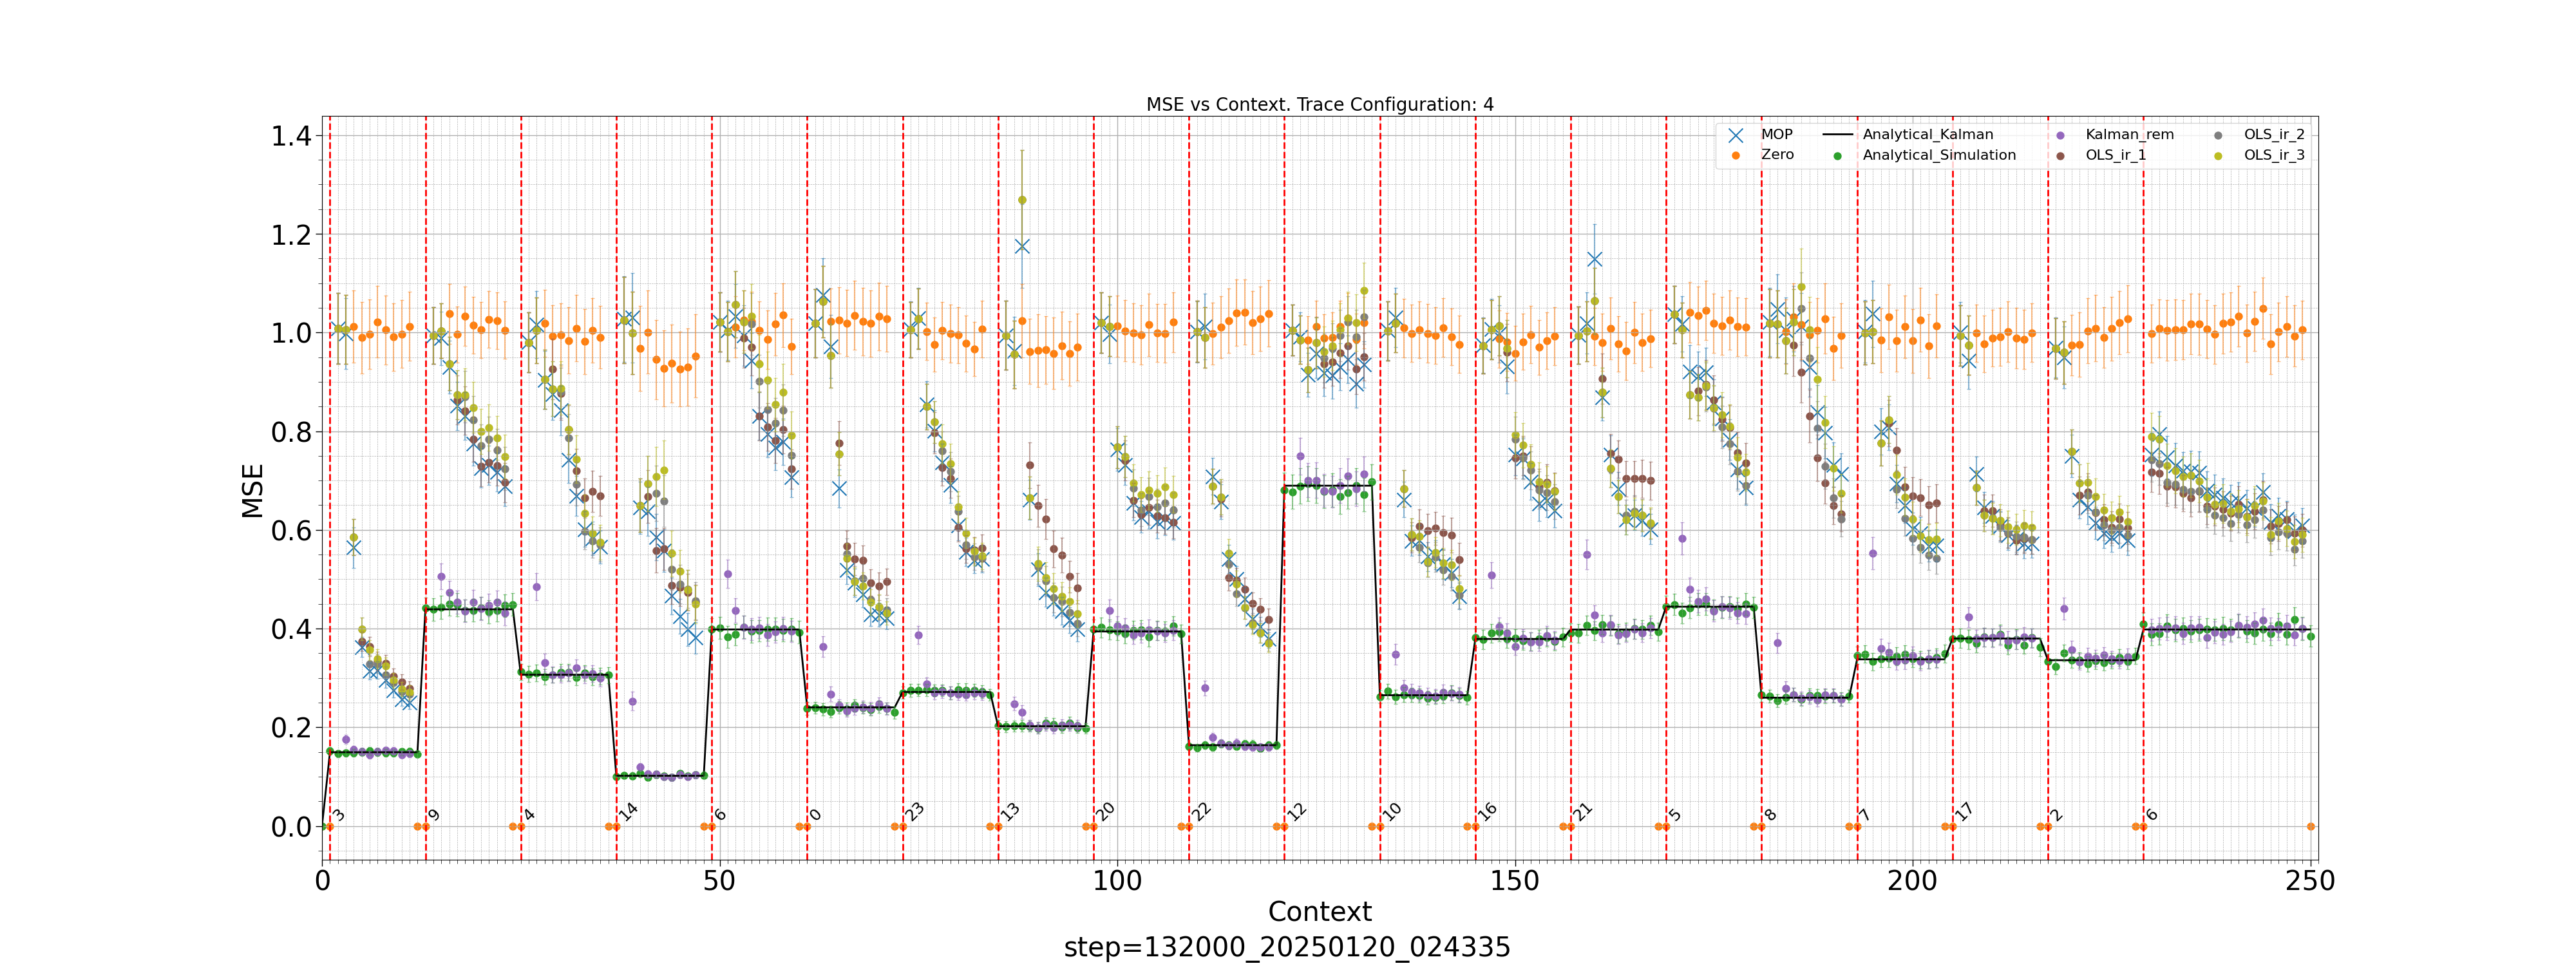 MSE vs Context. Trace Configuration: 4
MOP
Zero
Analytical_Kalman
Analytical_Simulation
Kalman_rem
OLS_ir_1
OLS_ir_2
OLS_ir_3
1.4
1.2
1.0
0.8
0.6
0.4
0.2
0.0
MSE
3 9 4 14 6 0 23 13 20 22 12 10 16 21 5 8 7 17 2 6
0 50 100 150 200 250
Context
step=132000_20250120_024335